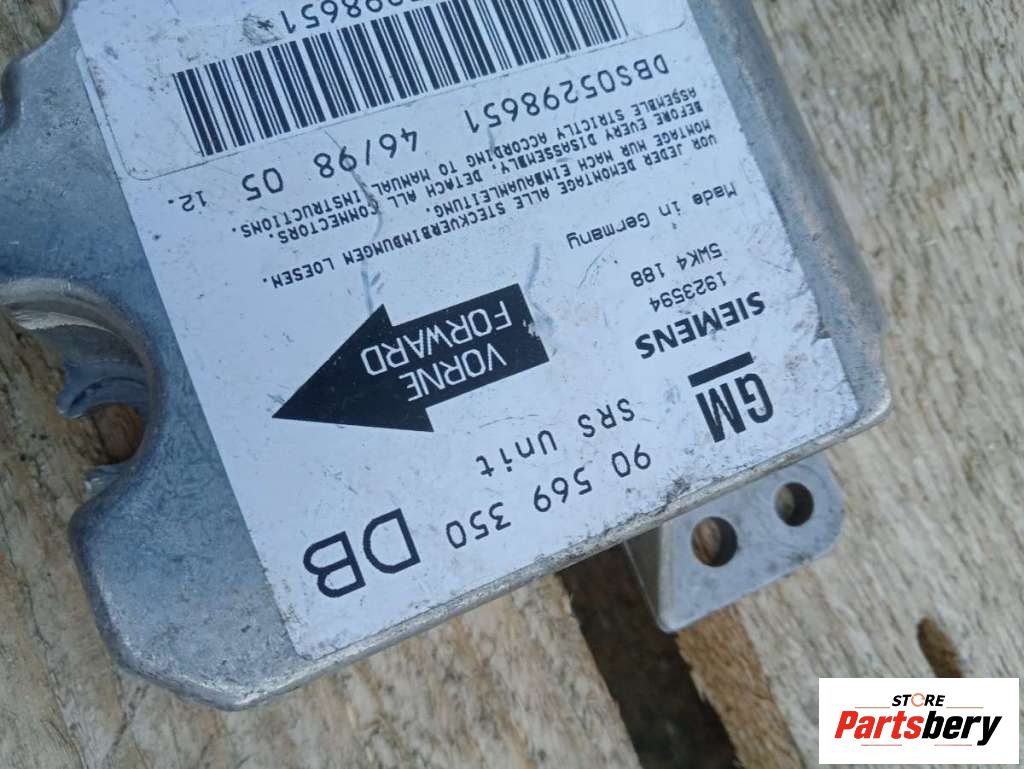 90 569 350 DB
SRS Unit
GM
SIEMENS
1923594
5WK4 188
Made in Germany
VORNE
FORWARD
VOR JEDER DEMONTAGE ALLE STECKVERBINDUNGEN LOESEN.
MONTAGE NUR NACH EINBAUANLEITUNG.
BEFORE EVERY DISASSEMBLY, DETACH ALL CONNECTORS.
ASSEMBLE STRICTLY ACCORDING TO MANUAL INSTRUCTIONS.
46/98 05 12.
DBS05298651
298651
STORE
Partsbery